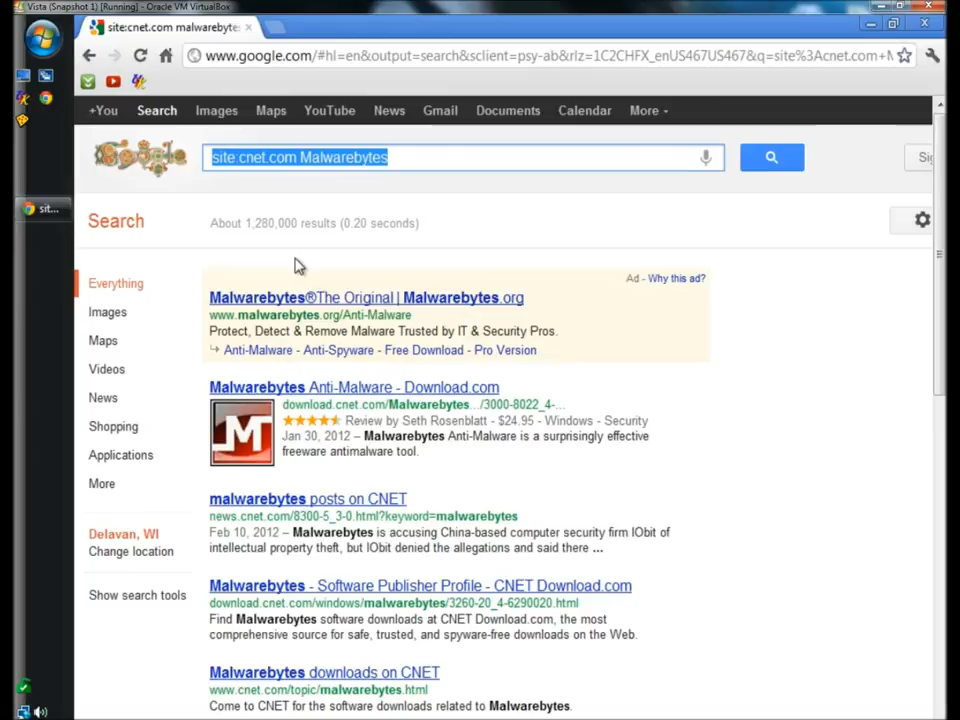 Vista (Snapshot 1) [Running] - Oracle VM VirtualBox
site:cnet.com malwarebytes
www.google.com/#hl=en&output=search&sclient=psy-ab&rlz=1C2CHFX_enUS467US467&q=site%3Acnet.com+M
+You Search Images Maps YouTube News Gmail Documents Calendar More
Google
site:cnet.com Malwarebytes
Sig
sit...
Search
About 1,280,000 results (0.20 seconds)
Everything
Images
Maps
Videos
News
Shopping
Applications
More
Delavan, WI
Change location
Show search tools
Ad - Why this ad?
Malwarebytes®The Original | Malwarebytes.org
www.malwarebytes.org/Anti-Malware
Protect, Detect & Remove Malware Trusted by IT & Security Pros.
Anti-Malware - Anti-Spyware - Free Download - Pro Version
Malwarebytes Anti-Malware - Download.com
download.cnet.com/Malwarebytes.../3000-8022_4-...
Review by Seth Rosenblatt - $24.95 - Windows - Security
Jan 30, 2012 – Malwarebytes Anti-Malware is a surprisingly effective
freeware antimalware tool.
malwarebytes posts on CNET
news.cnet.com/8300-5_3-0.html?keyword=malwarebytes
Feb 10, 2012 – Malwarebytes is accusing China-based computer security firm IObit of
intellectual property theft, but IObit denied the allegations and said there ...
Malwarebytes - Software Publisher Profile - CNET Download.com
download.cnet.com/windows/malwarebytes/3260-20_4-6290020.html
Find Malwarebytes software downloads at CNET Download.com, the most
comprehensive source for safe, trusted, and spyware-free downloads on the Web.
Malwarebytes downloads on CNET
www.cnet.com/topic/malwarebytes.html
Come to CNET for the software downloads related to Malwarebytes.